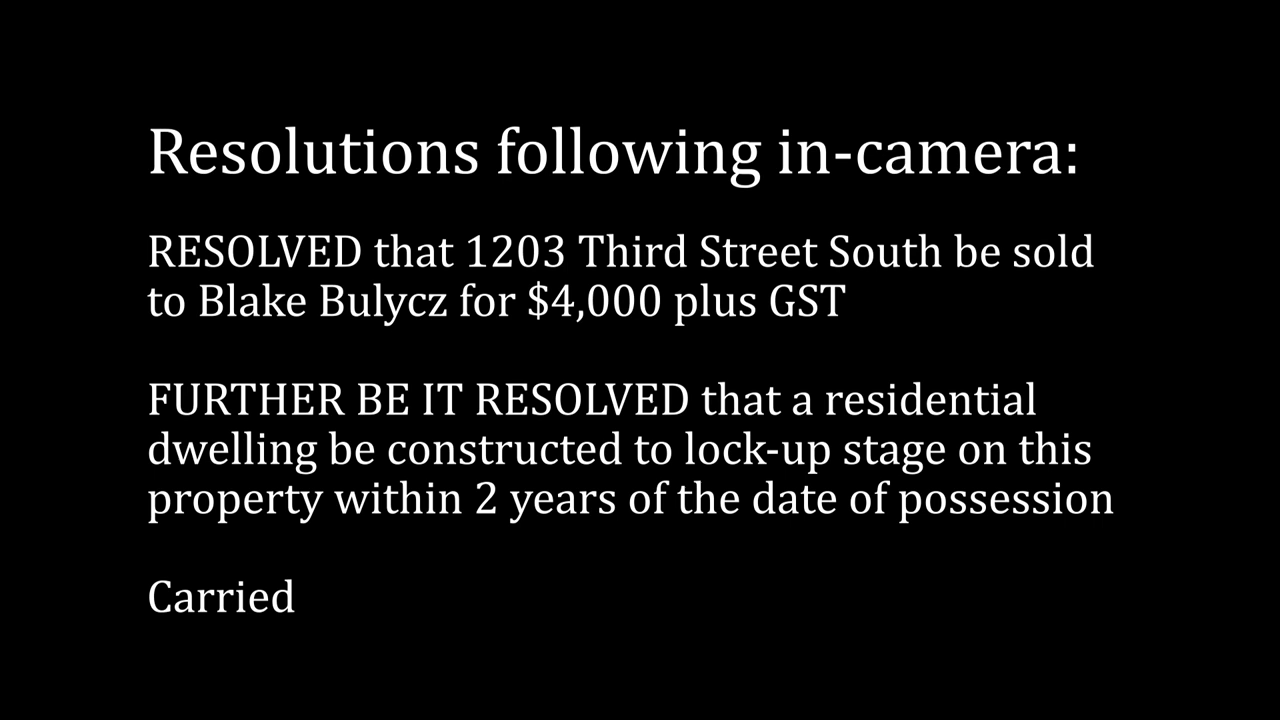 Resolutions following in-camera:
RESOLVED that 1203 Third Street South be sold
to Blake Bulycz for $4,000 plus GST
FURTHER BE IT RESOLVED that a residential
dwelling be constructed to lock-up stage on this
property within 2 years of the date of possession
Carried